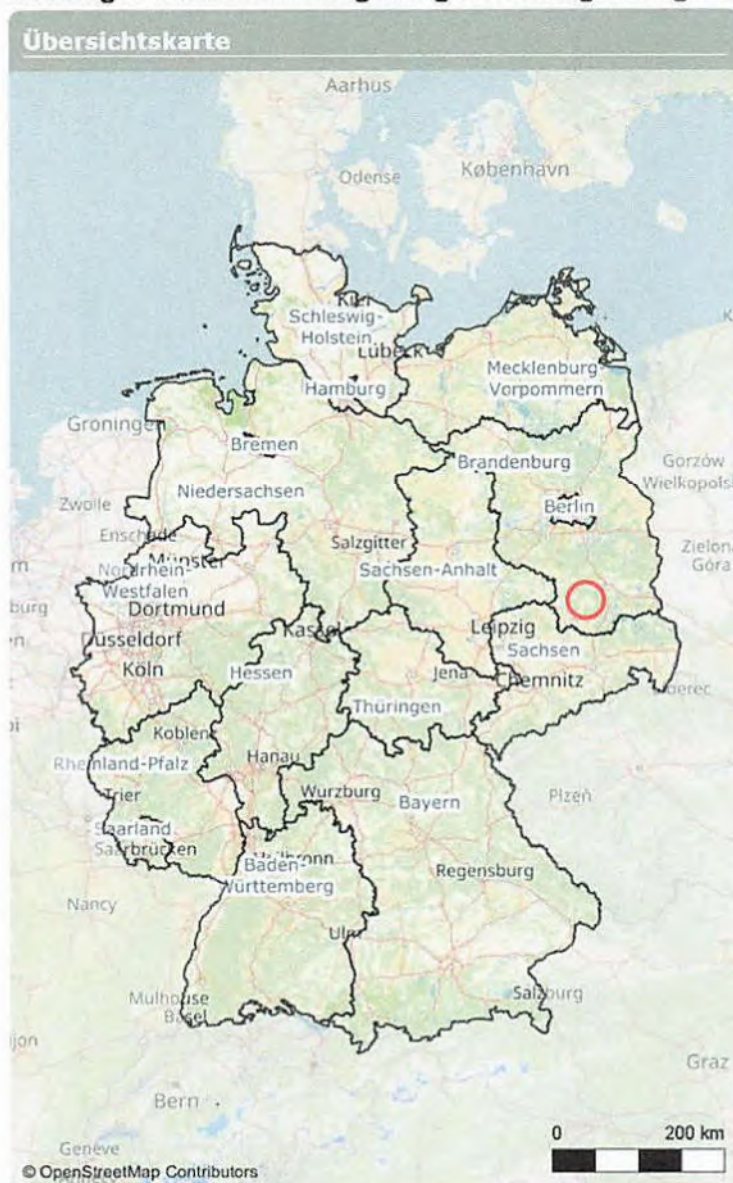 Übersichtskarte
Aarhus
København
Odense
Kiel
Schleswig-
Holstein
Lübeck
Mecklenburg-
Vorpommern
Hamburg
Groningen
Bremen
Brandenburg
Gorzów
Wielkopolsk
Niedersachsen
Zwolle
Berlin
Enschede
Salzgitter
Zielona
Góra
Münster
Sachsen-Anhalt
Nordrhein-
Westfalen
Dortmund
Leipzig
Düsseldorf
Kassel
Sachsen
Köln
Hessen
Jena
Chemnitz
Thüringen
Koblenz
Hanau
Rheinland-Pfalz
Trier
Wurzburg
Bayern
Plzeň
Saarland
Saarbrücken
Heilbronn
Baden-
Württemberg
Regensburg
Nancy
Ulm
Mulhouse
Basel
Salzburg
Graz
Bern
0 200 km
Genève
© OpenStreetMap Contributors